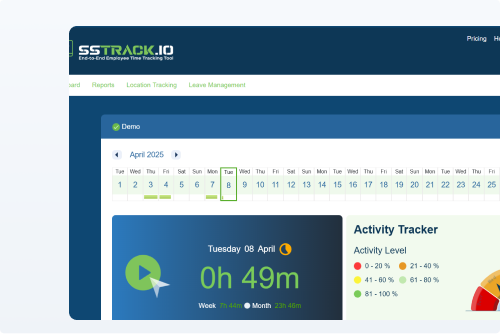 Pricing
SSTRACK.IO
End-to-End Employee Time Tracking Tool
Reports Location Tracking Leave Management
Demo
April 2025
Tue Wed Thu Fri Sat Sun Mon Tue Wed Thu Fri Sat Sun Mon Tue Wed Thu Fri Sat Sun Mon Tue Wed Thu Fri
1 2 3 4 5 6 7 8 9 10 11 12 13 14 15 16 17 18 19 20 21 22 23 24 25
Tuesday 08 April
0h 49m
Week 7h 44m Month 23h 46m
Activity Tracker
Activity Level
0 - 20 % 21 - 40 %
41 - 60 % 61 - 80 %
81 - 100 %